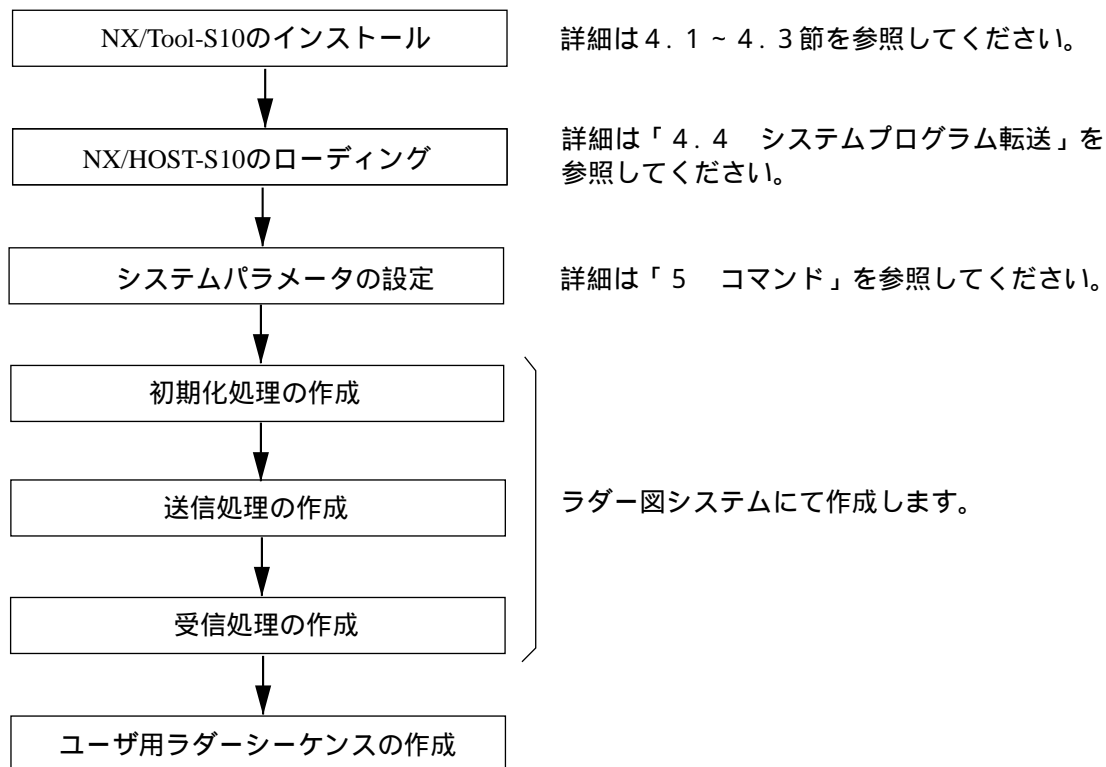 NX/Tool-S10のインストール
詳細は４．１～４．３節を参照してください。
NX/HOST-S10のローディング
詳細は「４．４　システムプログラム転送」を
参照してください。
システムパラメータの設定
詳細は「５　コマンド」を参照してください。
初期化処理の作成
送信処理の作成
ラダー図システムにて作成します。
受信処理の作成
ユーザ用ラダーシーケンスの作成